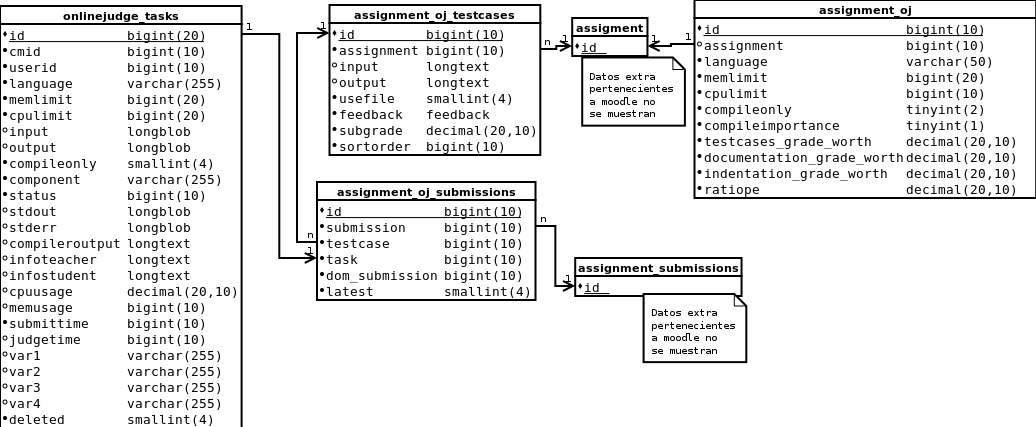 onlinejudge_tasks
id bigint(20)
cmid bigint(10)
userid bigint(10)
language varchar(255)
memlimit bigint(20)
cpulimit bigint(20)
input longblob
output longblob
compileonly smallint(4)
component varchar(255)
status bigint(10)
stdout longblob
stderr longblob
compileroutput longtext
infoteacher longtext
infostudent longtext
cpuusage decimal(20,10)
memusage bigint(10)
submittime bigint(10)
judgetime bigint(10)
var1 varchar(255)
var2 varchar(255)
var3 varchar(255)
var4 varchar(255)
deleted smallint(4)
1
1
assignment_oj_testcases
id bigint(10)
assignment bigint(10)
input longtext
output longtext
usefile smallint(4)
feedback feedback
subgrade decimal(20,10)
sortorder bigint(10)
n
1
assigment
id
1
1
Datos extra
pertenecientes
a moodle no
se muestran
assignment_oj
id bigint(10)
assignment bigint(10)
language varchar(50)
memlimit bigint(20)
cpulimit bigint(10)
compileonly tinyint(2)
compileimportance tinyint(1)
testcases_grade_worth decimal(20,10)
documentation_grade_worth decimal(20,10)
indentation_grade_worth decimal(20,10)
ratiope decimal(20,10)
assignment_oj_submissions
id bigint(10)
submission bigint(10)
testcase bigint(10)
task bigint(10)
dom_submission bigint(10)
latest smallint(4)
n
1
n
1
assignment_submissions
id
Datos extra
pertenecientes
a moodle no
se muestran